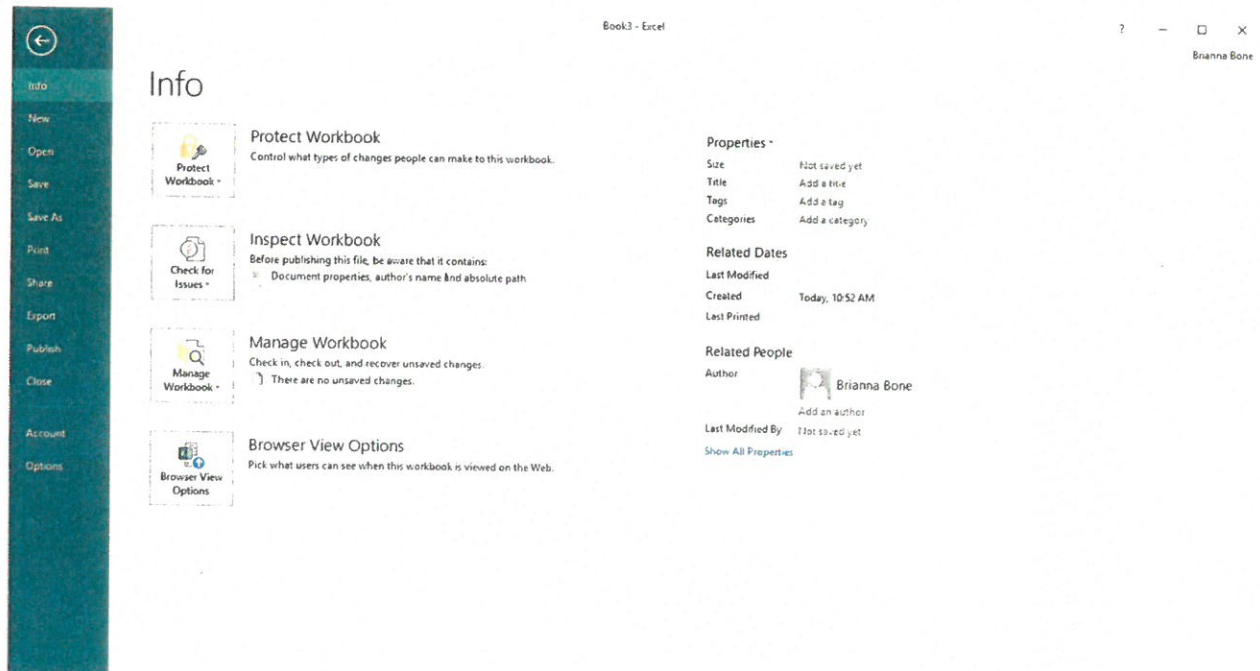 Book3 - Excel
?
Brianna Bone
Info
New
Open
Save
Save As
Print
Share
Export
Publish
Close
Account
Options
Info
Protect Workbook
Protect Workbook
Control what types of changes people can make to this workbook.
Check for Issues
Inspect Workbook
Before publishing this file, be aware that it contains:
Document properties, author's name and absolute path
Manage Workbook
Manage Workbook
Check in, check out, and recover unsaved changes.
There are no unsaved changes.
Browser View Options
Browser View Options
Pick what users can see when this workbook is viewed on the Web.
Properties
Size Not saved yet
Title Add a title
Tags Add a tag
Categories Add a category
Related Dates
Last Modified
Created Today, 10:52 AM
Last Printed
Related People
Author Brianna Bone
Add an author
Last Modified By Not saved yet
Show All Properties